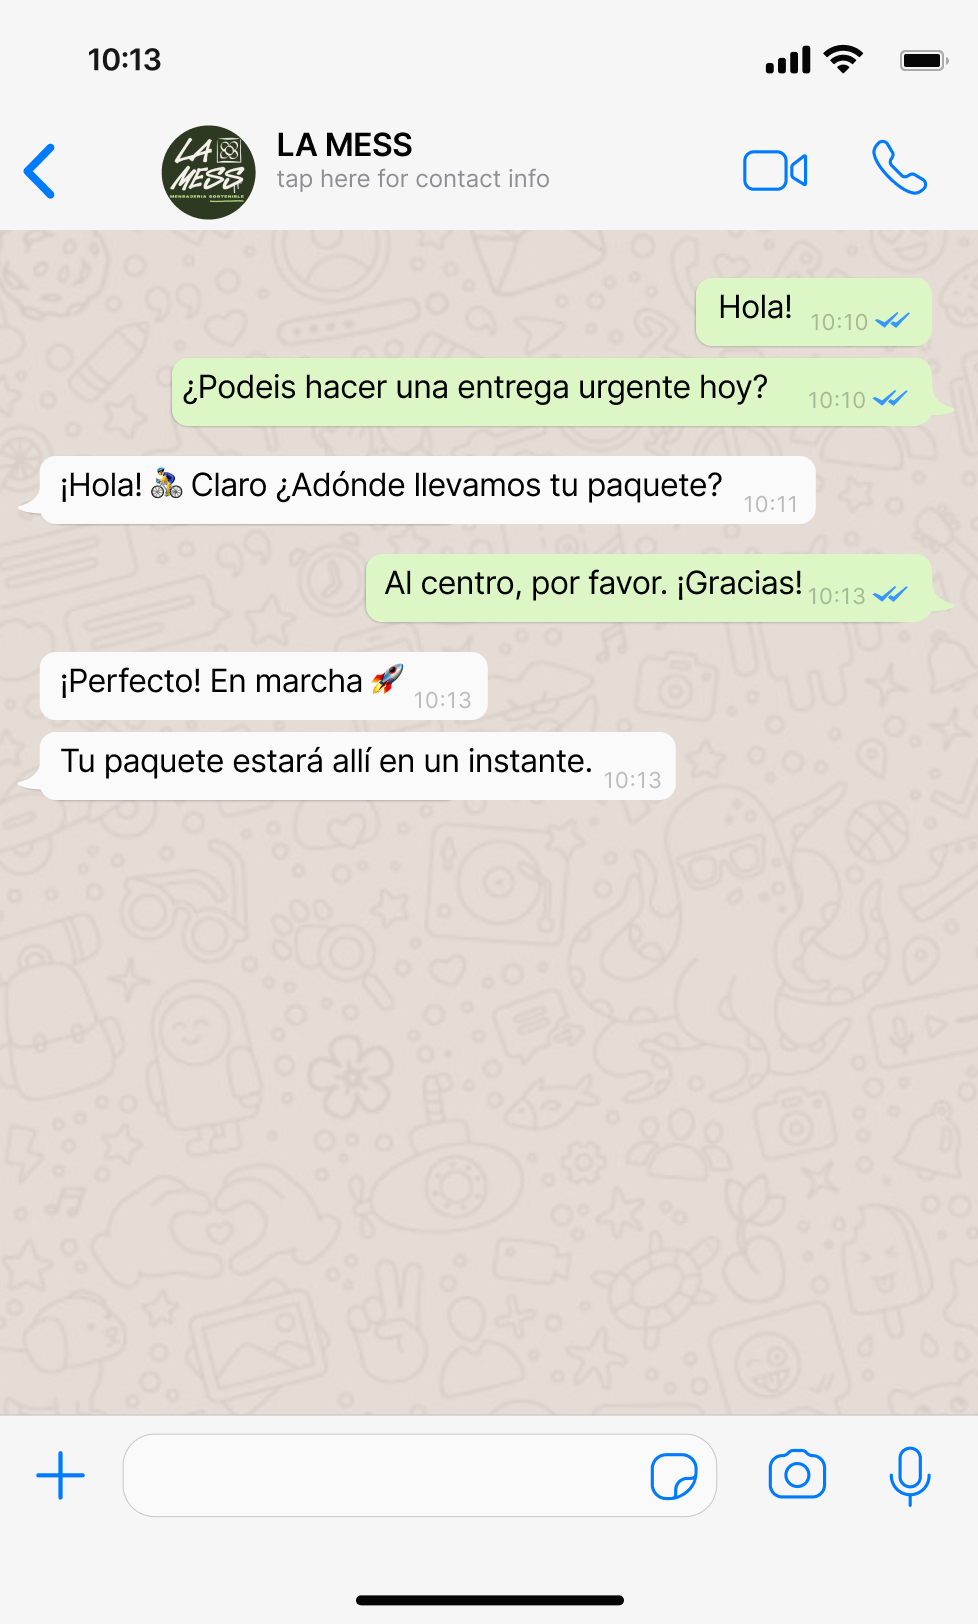 10:13
LA
MESS
MENSAJERIA SOSTENIBLE
LA MESS
tap here for contact info
Hola! 10:10
¿Podeis hacer una entrega urgente hoy? 10:10
¡Hola! 🚴 Claro ¿Adónde llevamos tu paquete? 10:11
Al centro, por favor. ¡Gracias! 10:13
¡Perfecto! En marcha 🚀 10:13
Tu paquete estará allí en un instante. 10:13